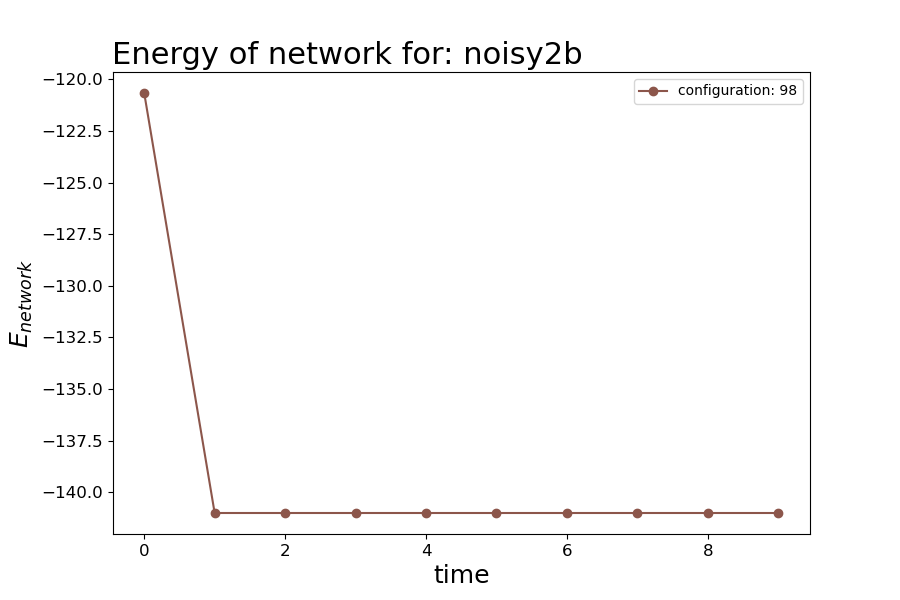 Energy of network for: noisy2b
configuration: 98
E_network
−120.0
−122.5
−125.0
−127.5
−130.0
−132.5
−135.0
−137.5
−140.0
0 2 4 6 8
time